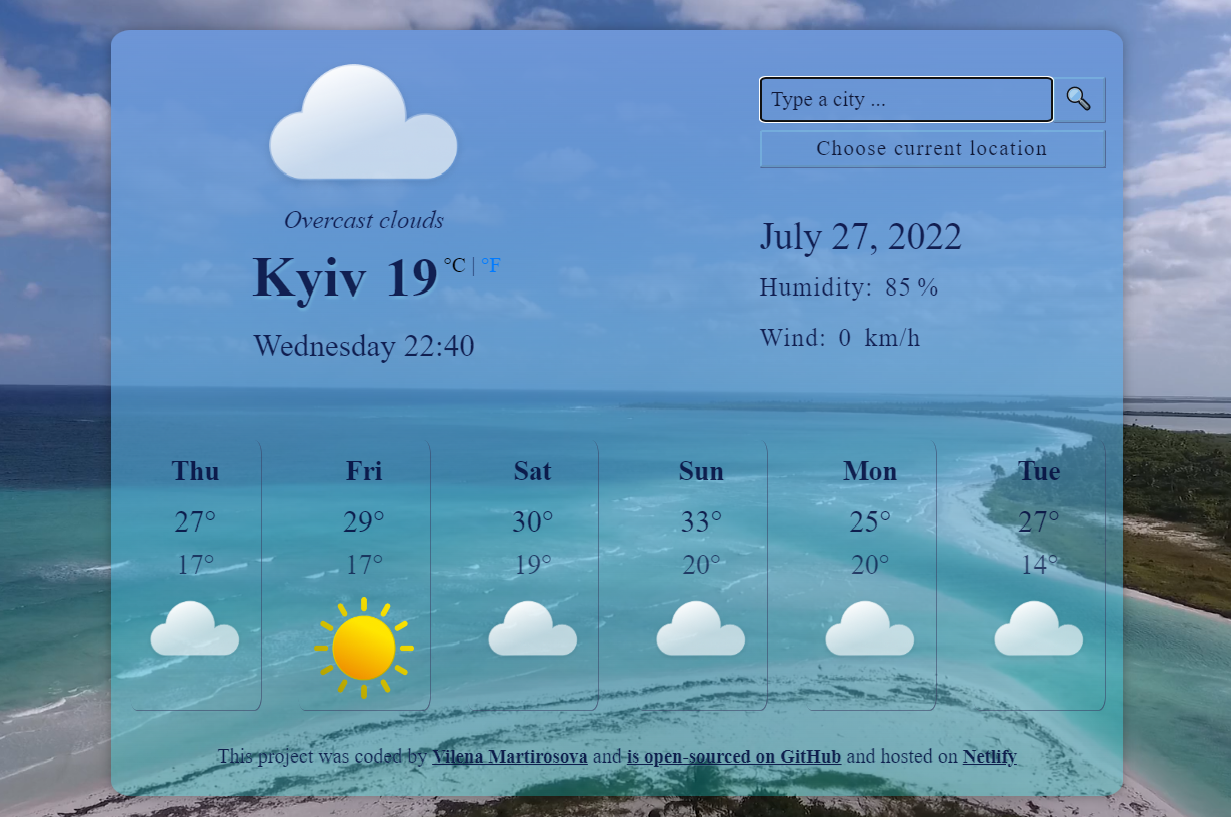 Type a city ...
Choose current location
Overcast clouds
Kyiv 19 °C | °F
Wednesday 22:40
July 27, 2022
Humidity: 85 %
Wind: 0 km/h
Thu Fri Sat Sun Mon Tue
27° 29° 30° 33° 25° 27°
17° 17° 19° 20° 20° 14°
This project was coded by Vilena Martirosova and is open-sourced on GitHub and hosted on Netlify